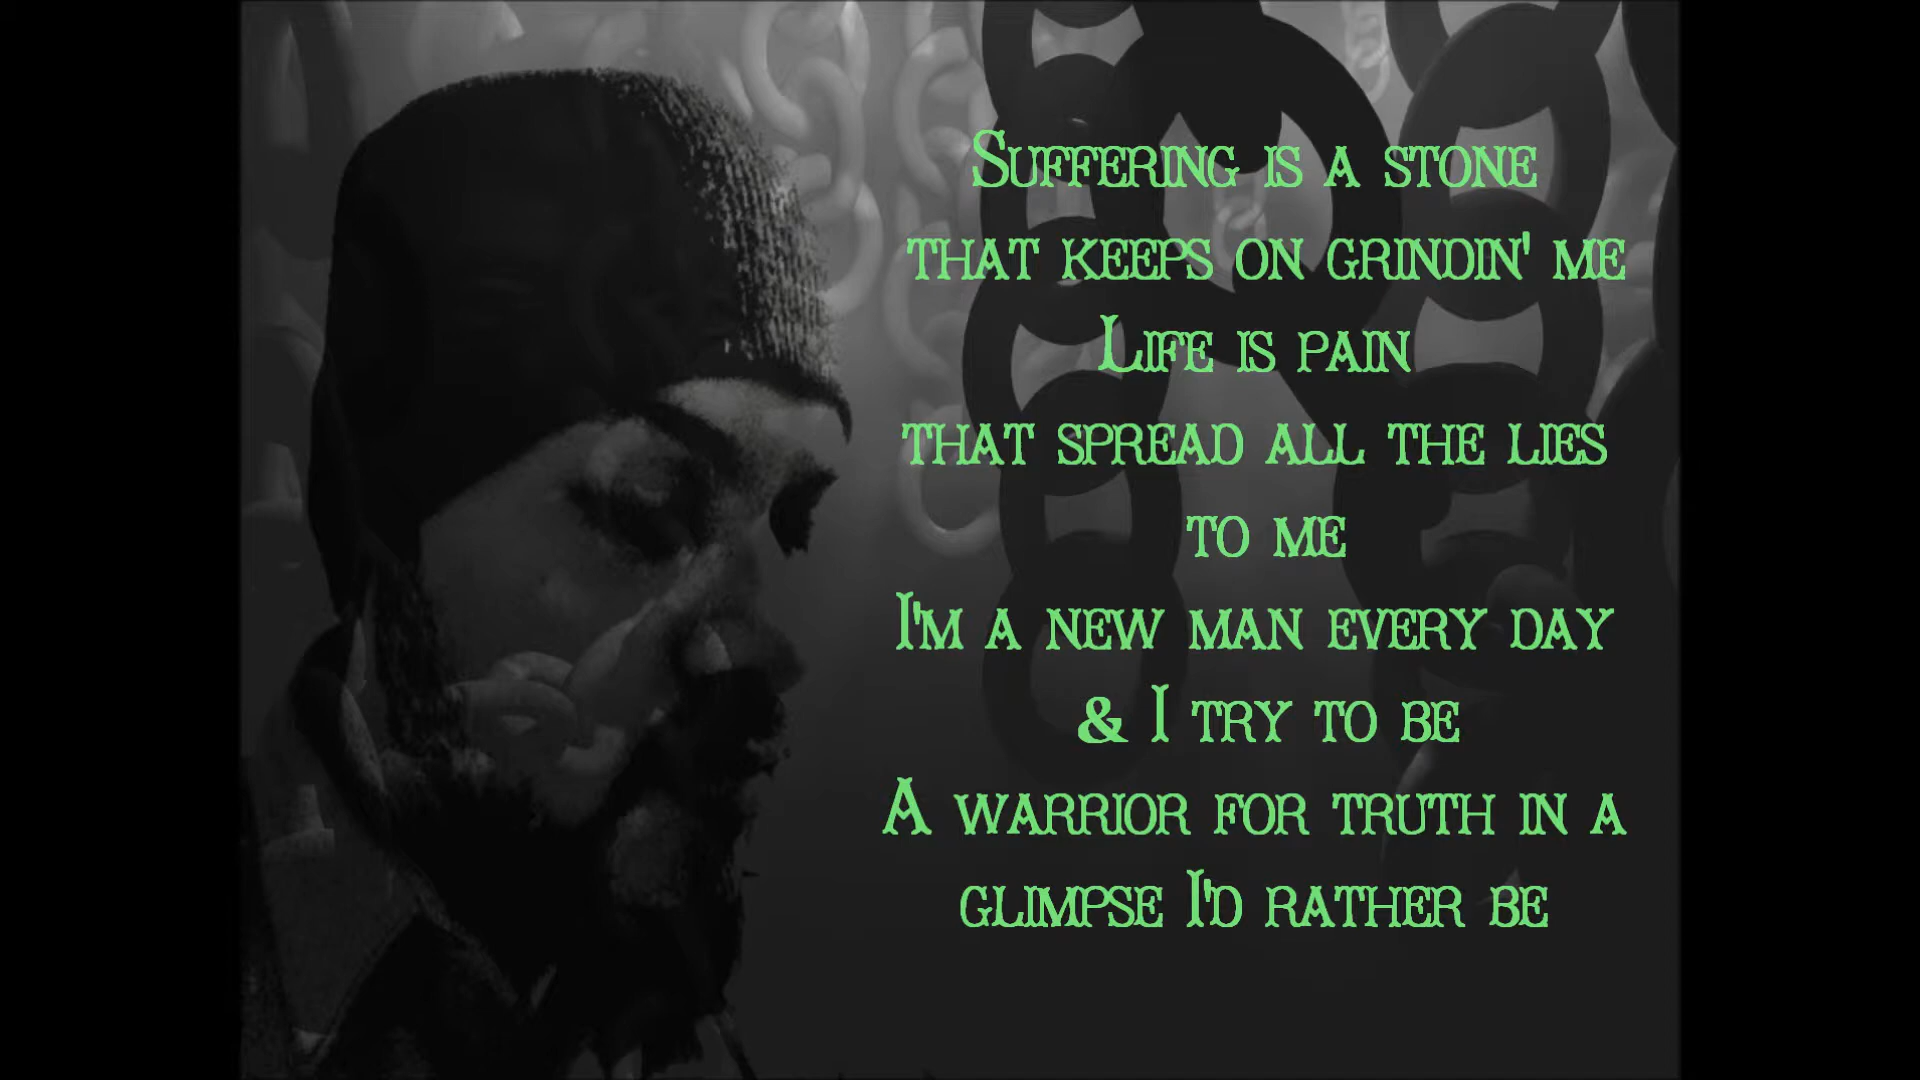 Suffering is a stone
that keeps on grindin' me
Life is pain
that spread all the lies
to me
I'm a new man every day
& I try to be
A warrior for truth in a
glimpse I'd rather be